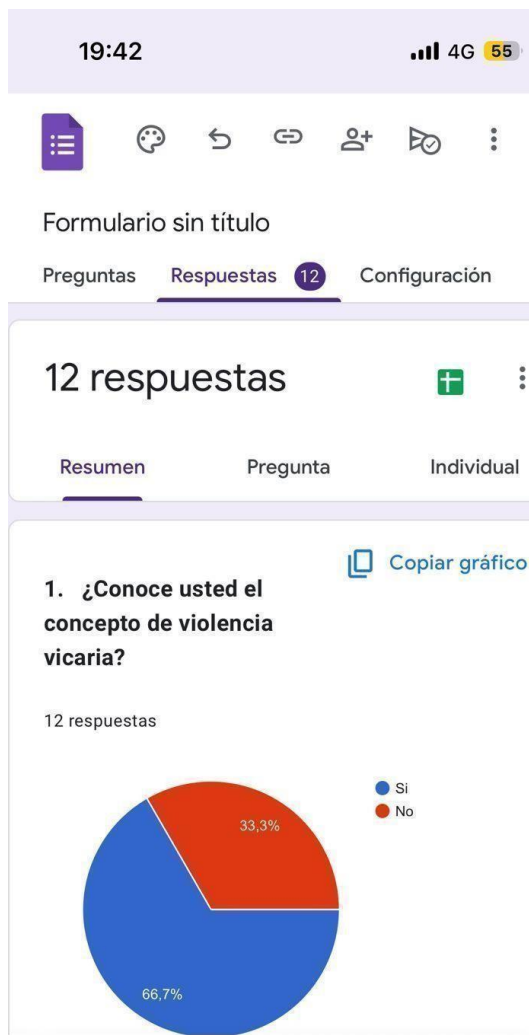 19:42
4G 55
Formulario sin título
Preguntas Respuestas 12 Configuración
12 respuestas
Resumen Pregunta Individual
Copiar gráfico
1. ¿Conoce usted el
concepto de violencia
vicaria?
12 respuestas
Si
No
33,3%
66,7%